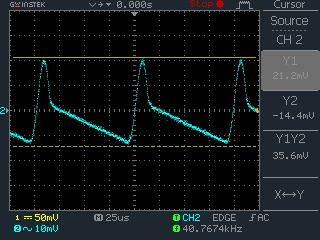 GW INSTEK 0.000s Stop Cursor
Source
CH 2
Y1
21.2mV
Y2
-14.4mV
Y1Y2
35.6mV
X↔Y
2
1 50mV M 25us T CH2 EDGE AC
2 10mV f 40.7674kHz